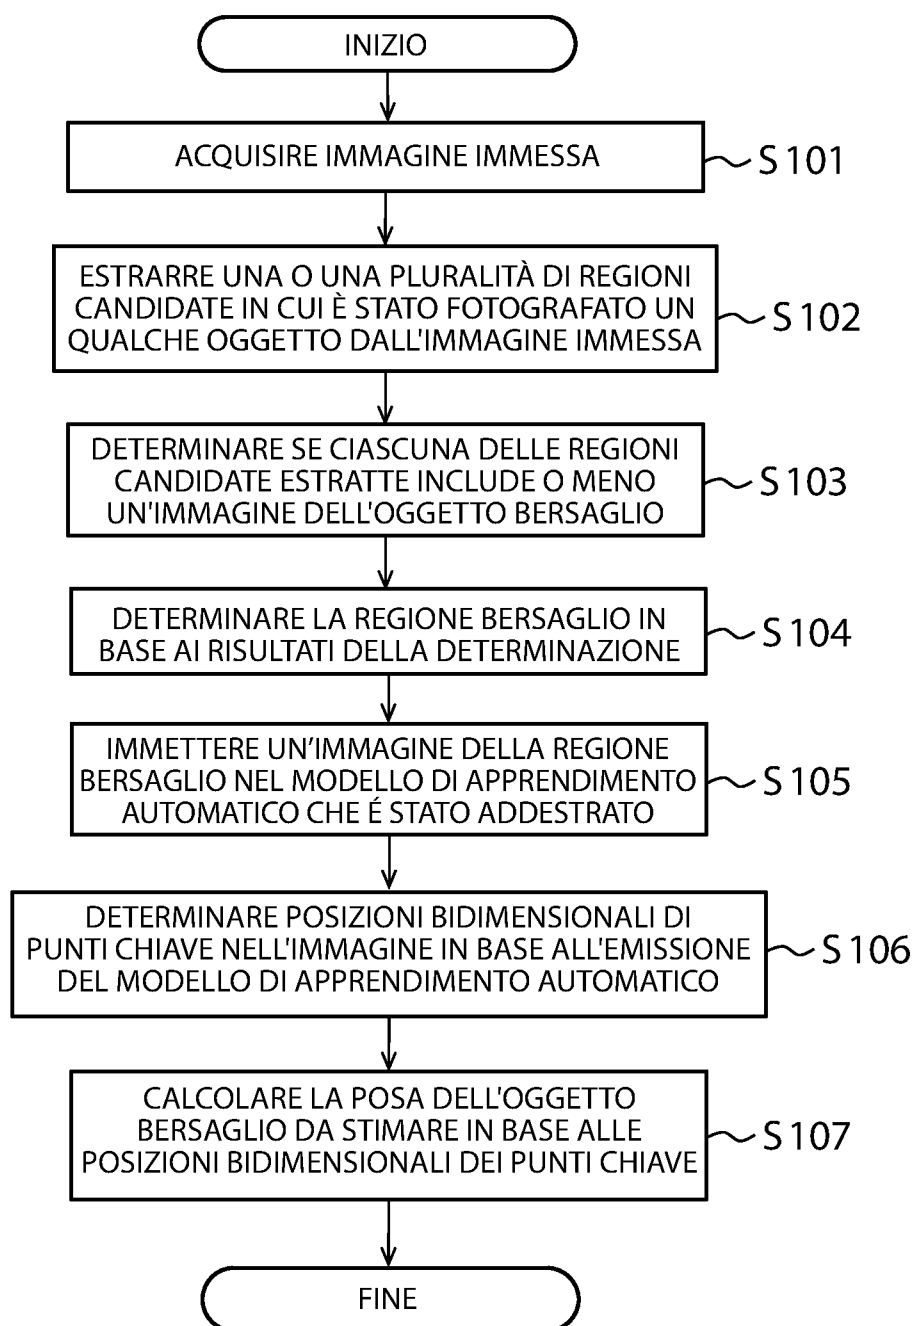 INIZIO
ACQUISIRE IMMAGINE IMMESSA
S101
ESTRARRE UNA O UNA PLURALITÀ DI REGIONI
CANDIDATE IN CUI È STATO FOTOGRAFATO UN
QUALCHE OGGETTO DALL'IMMAGINE IMMESSA
S102
DETERMINARE SE CIASCUNA DELLE REGIONI
CANDIDATE ESTRATTE INCLUDE O MENO
UN'IMMAGINE DELL'OGGETTO BERSAGLIO
S103
DETERMINARE LA REGIONE BERSAGLIO IN
BASE AI RISULTATI DELLA DETERMINAZIONE
S104
IMMETTERE UN’IMMAGINE DELLA REGIONE
BERSAGLIO NEL MODELLO DI APPRENDIMENTO
AUTOMATICO CHE É STATO ADDESTRATO
S105
DETERMINARE POSIZIONI BIDIMENSIONALI DI
PUNTI CHIAVE NELL'IMMAGINE IN BASE ALL'EMISSIONE
DEL MODELLO DI APPRENDIMENTO AUTOMATICO
S106
CALCOLARE LA POSA DELL'OGGETTO
BERSAGLIO DA STIMARE IN BASE ALLE
POSIZIONI BIDIMENSIONALI DEI PUNTI CHIAVE
S107
FINE